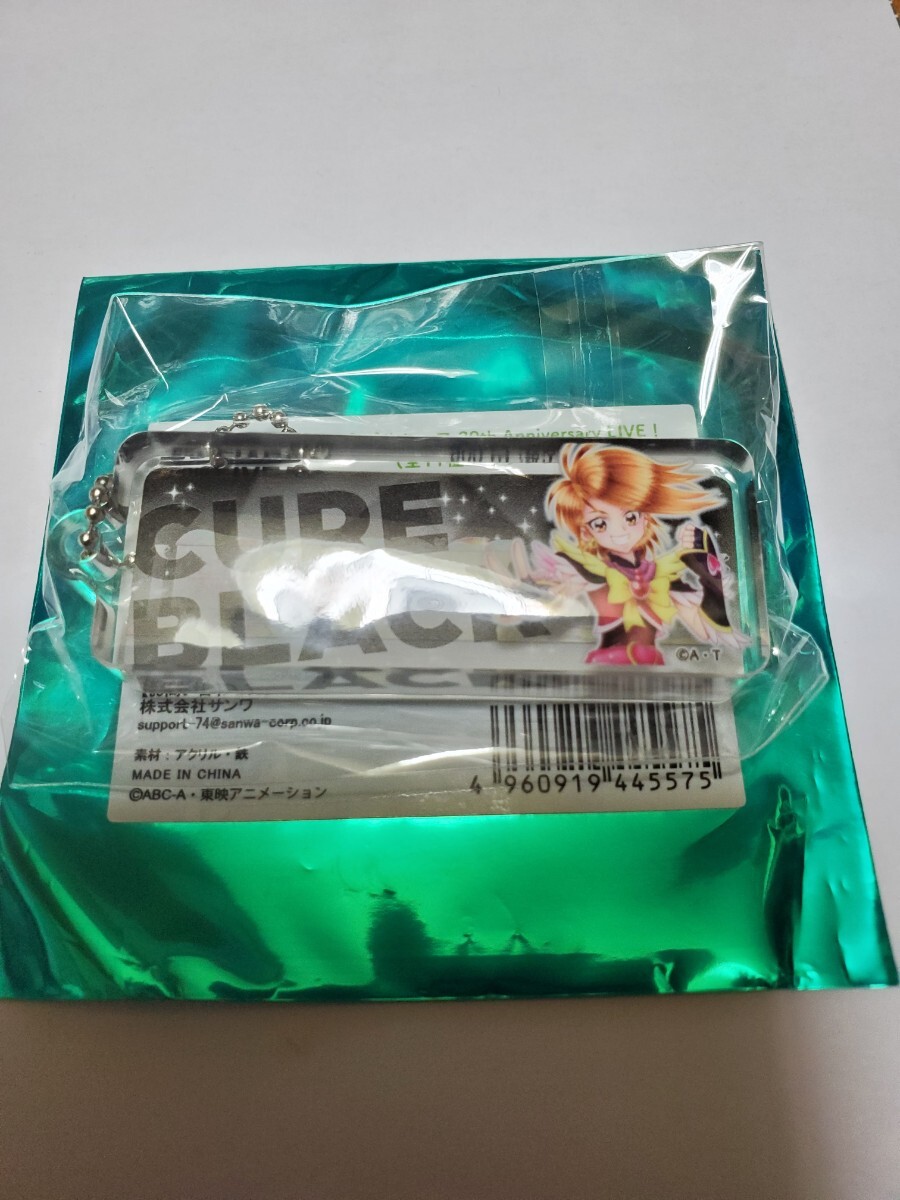 20th Anniversary LIVE!
CURE
BLACK
©A・T
株式会社サンワ
support-74@sanwa-corp.co.jp
素材：アクリル・鉄
MADE IN CHINA
©ABC-A・東映アニメーション
4 960919 445575